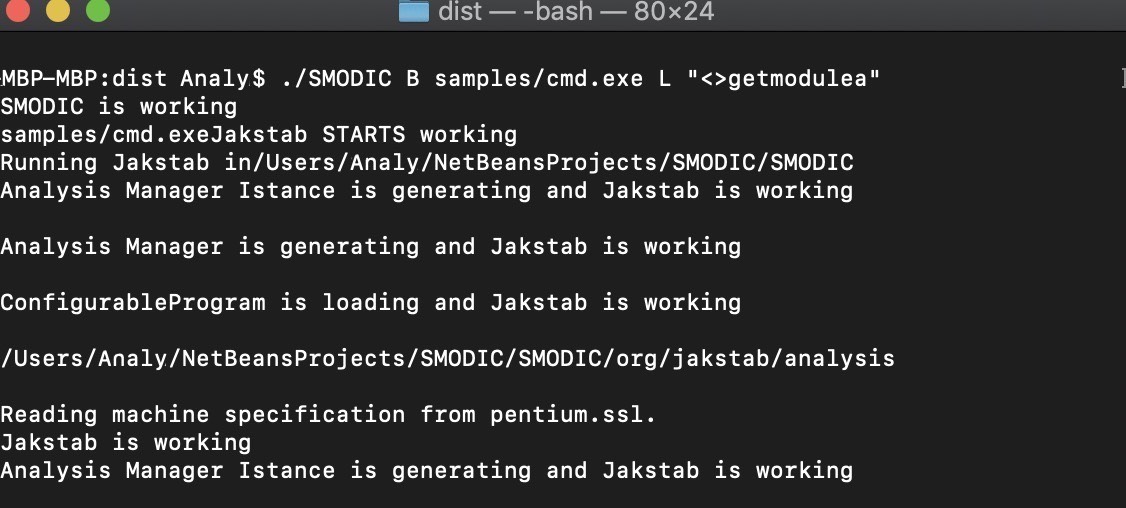 dist — -bash — 80×24
MBP-MBP:dist Analy$ ./SMODIC B samples/cmd.exe L "<>getmodulea"
SMODIC is working
samples/cmd.exeJakstab STARTS working
Running Jakstab in/Users/Analy/NetBeansProjects/SMODIC/SMODIC
Analysis Manager Istance is generating and Jakstab is working
Analysis Manager is generating and Jakstab is working
ConfigurableProgram is loading and Jakstab is working
/Users/Analy/NetBeansProjects/SMODIC/SMODIC/org/jakstab/analysis
Reading machine specification from pentium.ssl.
Jakstab is working
Analysis Manager Istance is generating and Jakstab is working